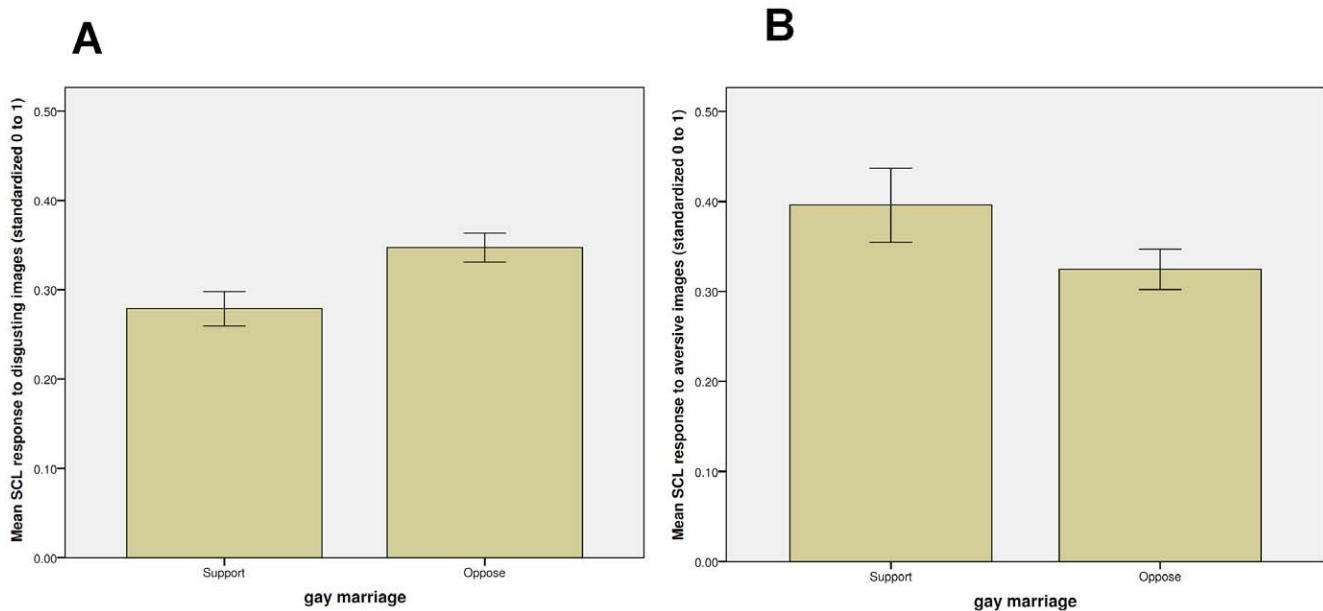 A
Mean SCL response to disgusting images (standardized 0 to 1)
0.50
0.40
0.30
0.20
0.10
0.00
Support
Oppose
gay marriage
B
Mean SCL response to aversive images (standardized 0 to 1)
0.50
0.40
0.30
0.20
0.10
0.00
Support
Oppose
gay marriage